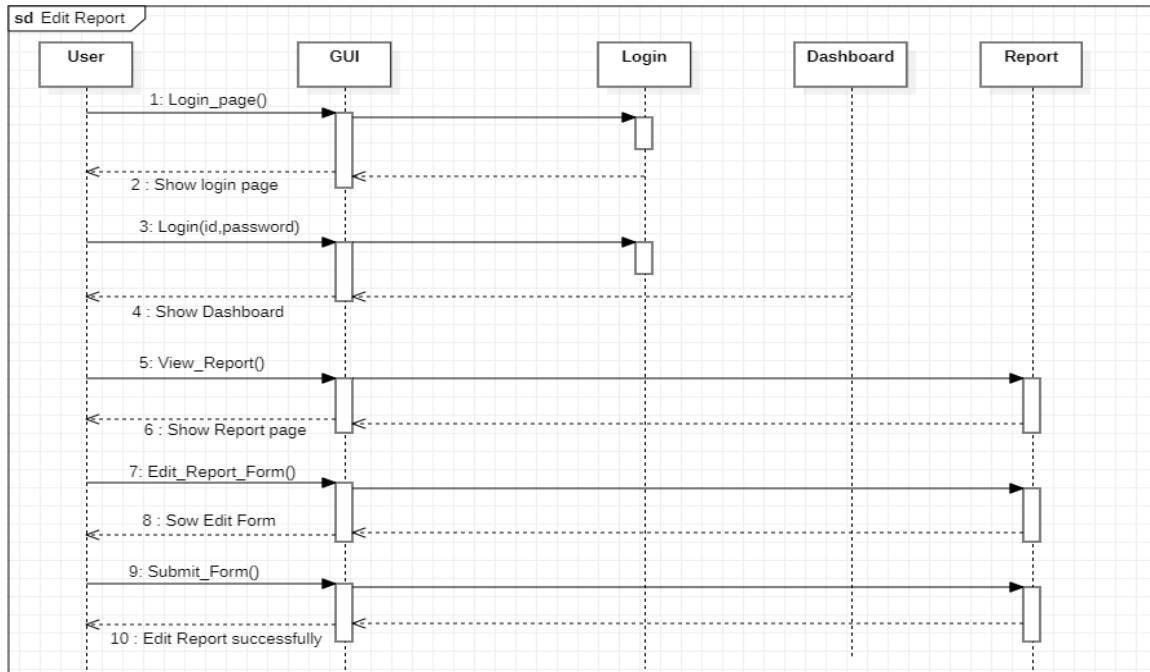 sd Edit Report
User
GUI
Login
Dashboard
Report
1: Login_page()
2 : Show login page
3: Login(id,password)
4 : Show Dashboard
5: View_Report()
6 : Show Report page
7: Edit_Report_Form()
8 : Sow Edit Form
9: Submit_Form()
10 : Edit Report successfully